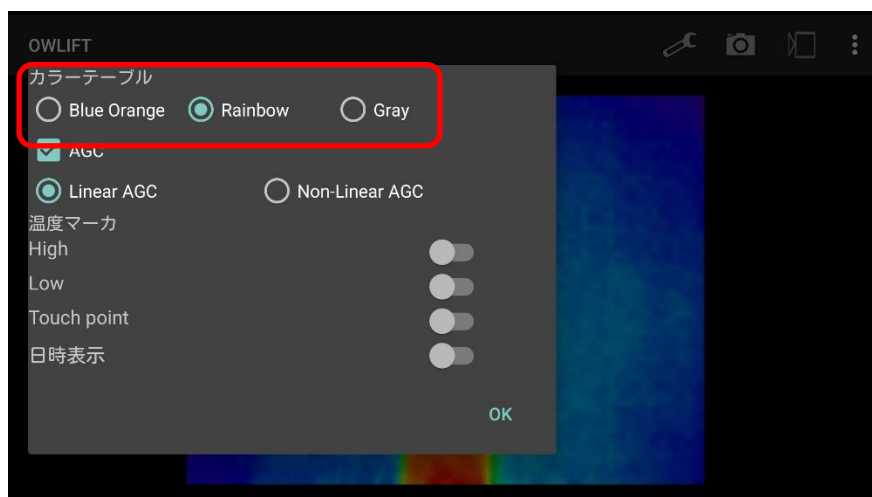 OWLIFT
カラーテーブル
Blue Orange Rainbow Gray
AGC
Linear AGC Non-Linear AGC
温度マーカ
High
Low
Touch point
日時表示
OK